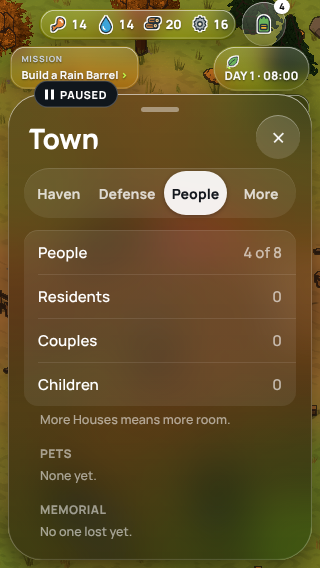 14 14 20 16 4
MISSION
Build a Rain Barrel ›
DAY 1 · 08:00
PAUSED
Town
Haven Defense People More
People 4 of 8
Residents 0
Couples 0
Children 0
More Houses means more room.
PETS
None yet.
MEMORIAL
No one lost yet.